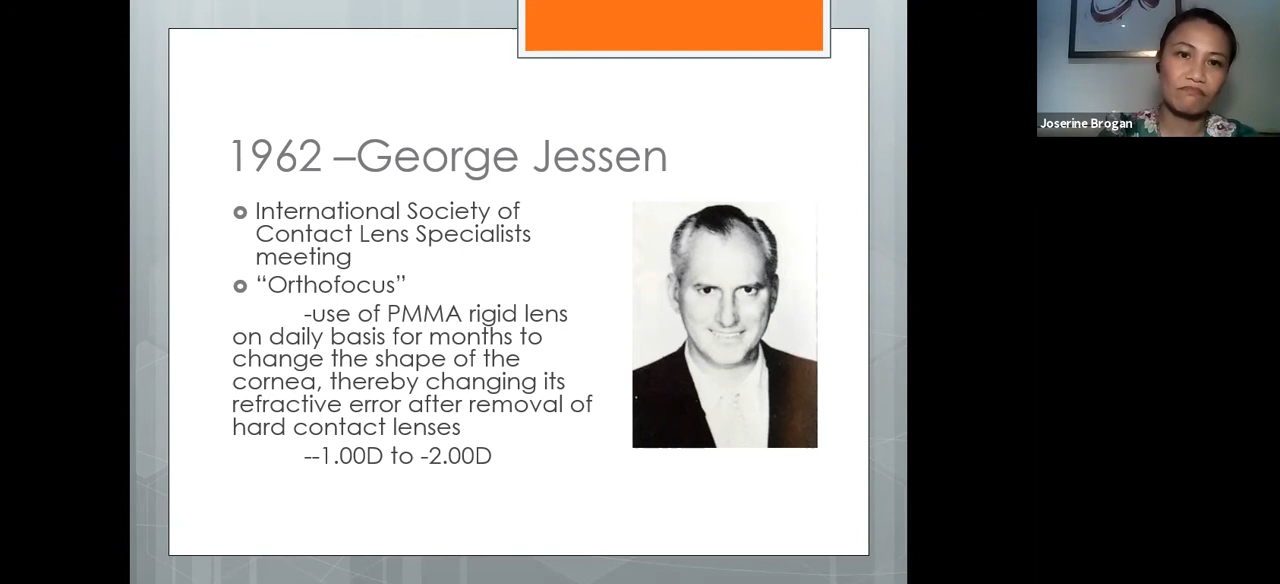 1962 –George Jessen
International Society of
Contact Lens Specialists
meeting
“Orthofocus”
-use of PMMA rigid lens
on daily basis for months to
change the shape of the
cornea, thereby changing its
refractive error after removal of
hard contact lenses
--1.00D to -2.00D
Joserine Brogan